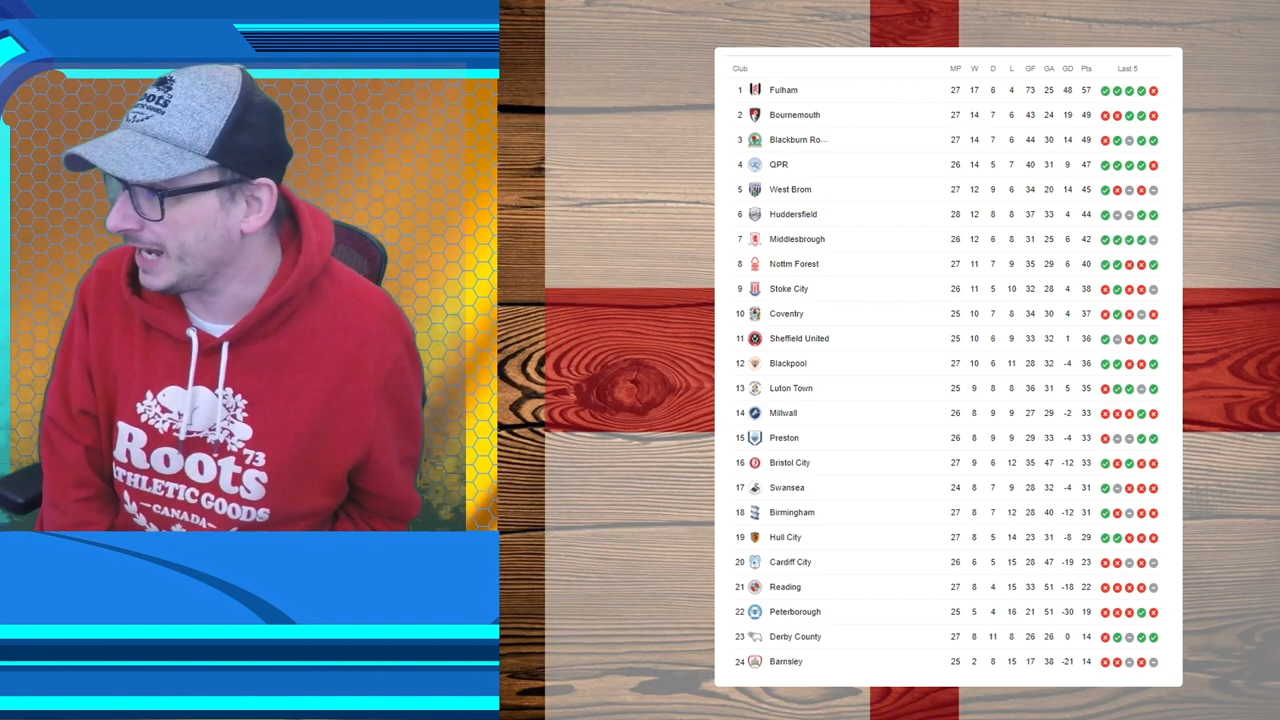 Roots
Roots
73
ATHLETIC GOODS
CANADA
Club MP W D L GF GA GD Pts Last 5
1 Fulham 27 17 6 4 73 25 48 57
2 Bournemouth 27 14 7 6 43 24 19 49
3 Blackburn Ro... 27 14 7 6 44 30 14 49
4 QPR 26 14 5 7 40 31 9 47
5 West Brom 27 12 9 6 34 20 14 45
6 Huddersfield 28 12 8 8 37 33 4 44
7 Middlesbrough 26 12 6 8 31 25 6 42
8 Nottm Forest 27 11 7 9 35 29 6 40
9 Stoke City 26 11 5 10 32 28 4 38
10 Coventry 25 10 7 8 34 30 4 37
11 Sheffield United 25 10 6 9 33 32 1 36
12 Blackpool 27 10 6 11 28 32 -4 36
13 Luton Town 25 9 8 8 36 31 5 35
14 Millwall 26 8 9 9 27 29 -2 33
15 Preston 26 8 9 9 29 33 -4 33
16 Bristol City 27 9 6 12 35 47 -12 33
17 Swansea 24 8 7 9 28 32 -4 31
18 Birmingham 27 8 7 12 28 40 -12 31
19 Hull City 27 8 5 14 23 31 -8 29
20 Cardiff City 26 6 5 15 28 47 -19 23
21 Reading 27 8 4 15 33 51 -18 22
22 Peterborough 25 5 4 16 21 51 -30 19
23 Derby County 27 8 11 8 26 26 0 14
24 Barnsley 25 2 8 15 17 38 -21 14